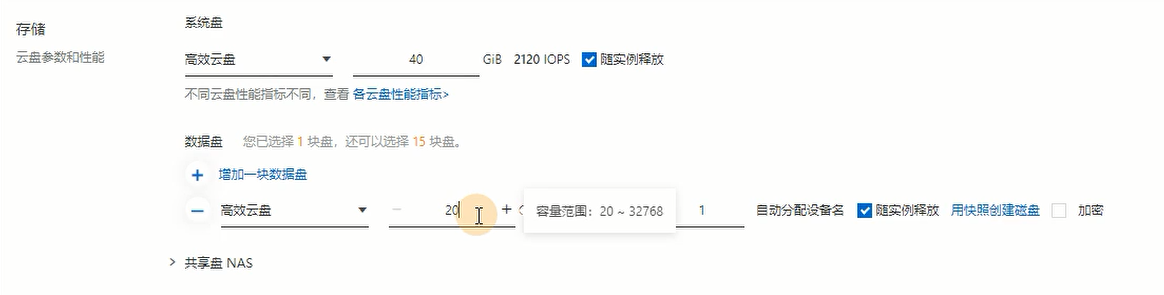 存储
云盘参数和性能
系统盘
高效云盘 40 GiB 2120 IOPS 随实例释放
不同云盘性能指标不同，查看 各云盘性能指标>
数据盘 您已选择 1 块盘，还可以选择 15 块盘。
+ 增加一块数据盘
− 高效云盘 − 20 + 容量范围：20 ~ 32768 1 自动分配设备名 随实例释放 用快照创建磁盘 加密
> 共享盘 NAS